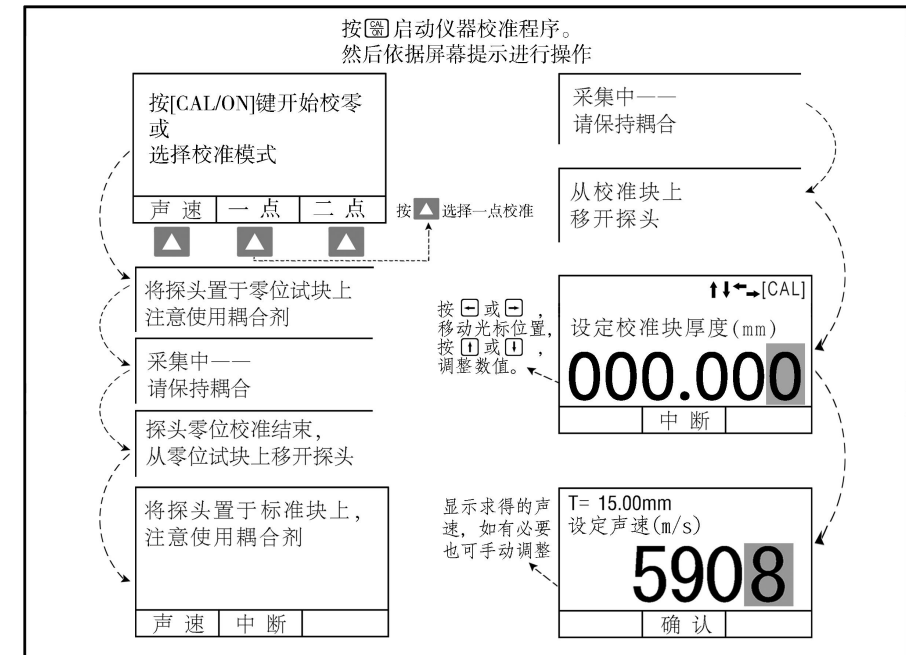 按[CAL/ON]启动仪器校准程序。
然后依据屏幕提示进行操作
按[CAL/ON]键开始校零
或
选择校准模式
声速 一点 二点
按▲选择一点校准
将探头置于零位试块上
注意使用耦合剂
采集中——
请保持耦合
探头零位校准结束，
从零位试块上移开探头
将探头置于标准块上，
注意使用耦合剂
声速 中断
采集中——
请保持耦合
从校准块上
移开探头
按←或→，
移动光标位置，
按↑或↓，
调整数值。
⬆⬇⬅➡[CAL]
设定校准块厚度(mm)
000.000
中断
显示求得的声
速，如有必要
也可手动调整
T= 15.00mm
设定声速(m/s)
5908
确认